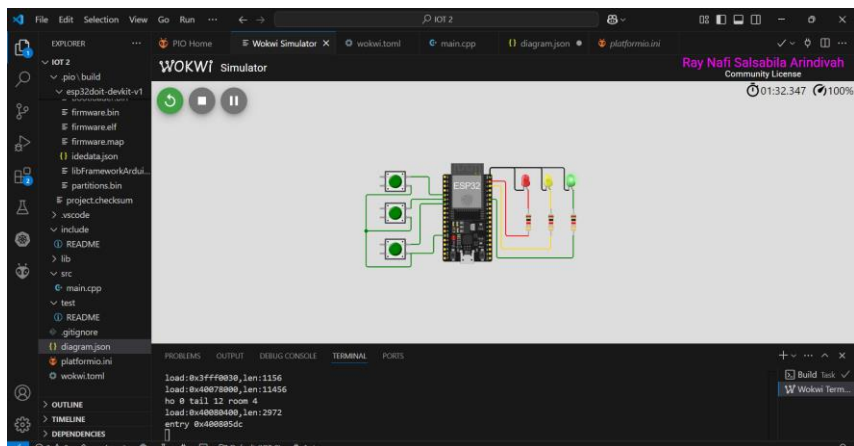 File Edit Selection View Go Run ··· IOT 2
EXPLORER ···
PIO Home Wokwi Simulator × wokwi.toml main.cpp {} diagram.json ● platformio.ini
IOT 2
.pio\build
esp32doit-devkit-v1
firmware.bin
firmware.elf
firmware.map
{} idedata.json
libFrameworkArdui...
partitions.bin
project.checksum
.vscode
include
README
lib
src
main.cpp
test
README
.gitignore
{} diagram.json
platformio.ini
wokwi.toml
OUTLINE
TIMELINE
DEPENDENCIES
WOKWI Simulator
Ray Nafi Salsabila Arindivah
Community License
01:32.347 100%
ESP32
PROBLEMS OUTPUT DEBUG CONSOLE TERMINAL PORTS
load:0x3fff0030,len:1156
load:0x40078000,len:11456
ho 0 tail 12 room 4
load:0x40080400,len:2972
entry 0x400805dc
Build Task ✓
Wokwi Term...